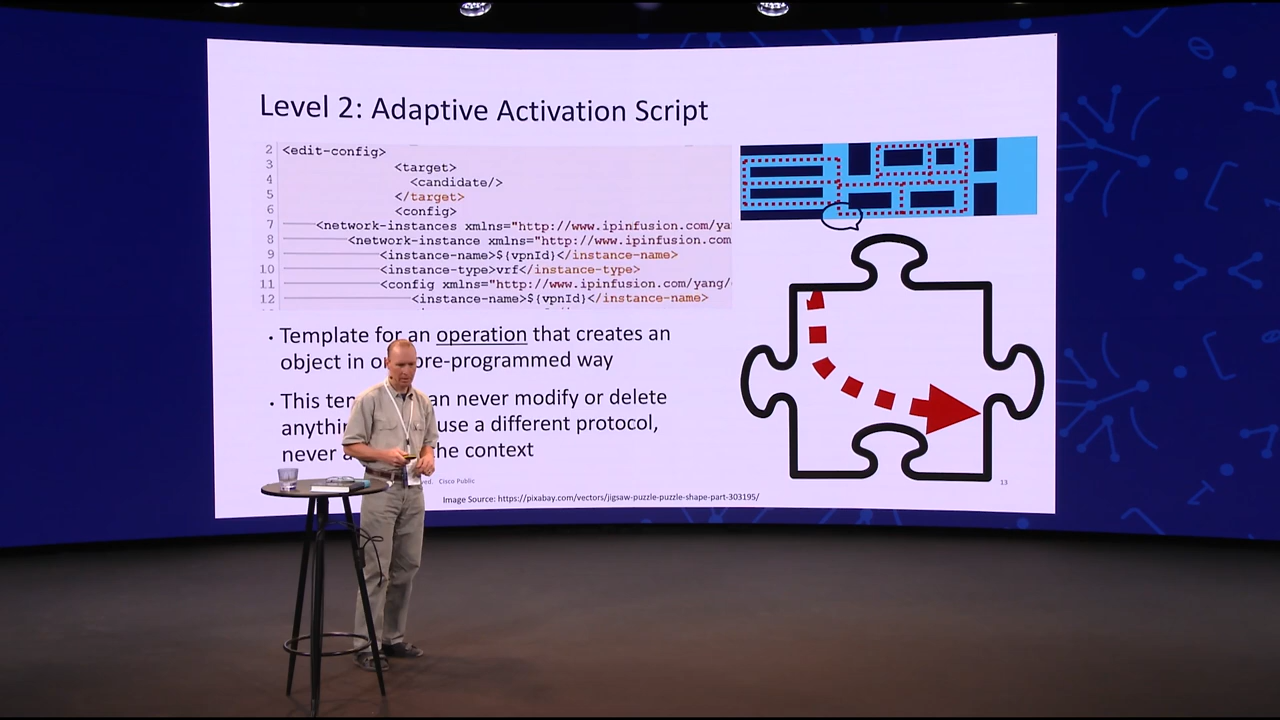 Level 2: Adaptive Activation Script
2 <edit-config>
3 <target>
4 <candidate/>
5 </target>
6 <config>
7 <network-instances xmlns="http://www.ipinfusion.com/ya
8 <network-instance xmlns="http://www.ipinfusion.com
9 <instance-name>${vpnId}</instance-name>
10 <instance-type>vrf</instance-type>
11 <config xmlns="http://www.ipinfusion.com/yang/
12 <instance-name>${vpnId}</instance-name>
• Template for an operation that creates an
object in pre-programmed way
• This can never modify or delete
use a different protocol,
never the context
Cisco Public
13
Image Source: https://pixabay.com/vectors/jigsaw-puzzle-puzzle-shape-part-303195/